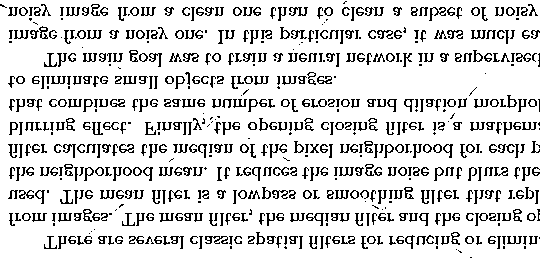 There are several classic spatial filters for reducing or elimin
from images. The mean filter, the median filter and the closing op
used. The mean filter is a lowpass or smoothing filter that repl
the neighborhood mean. It reduces the image noise but blurs the
filter calculates the median of the pixel neighborhood for each p
blurring effect. Finally, the opening closing filter is a mathema
that combines the same number of erosion and dilation morphol
to eliminate small objects from images.
The main goal was to train a neural network in a supervised
image from a noisy one. In this particular case, it was much ea
noisy image from a clean one than to clean a subset of noisy